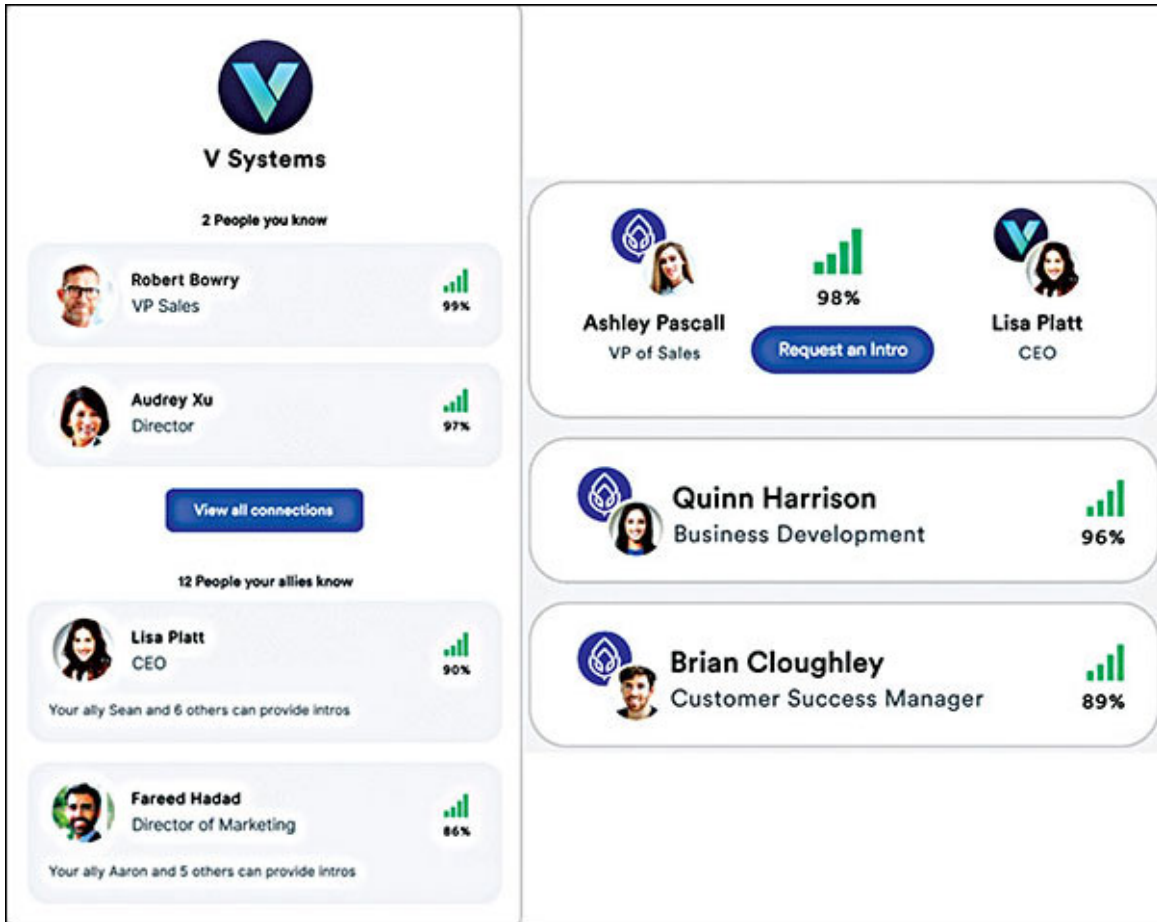 V Systems
2 People you know
Robert Bowry
VP Sales
99%
Audrey Xu
Director
97%
View all connections
12 People your allies know
Lisa Platt
CEO
90%
Your ally Sean and 6 others can provide intros
Fareed Hadad
Director of Marketing
86%
Your ally Aaron and 5 others can provide intros
98%
Ashley Pascall
VP of Sales
Request an Intro
Lisa Platt
CEO
Quinn Harrison
Business Development
96%
Brian Cloughley
Customer Success Manager
89%